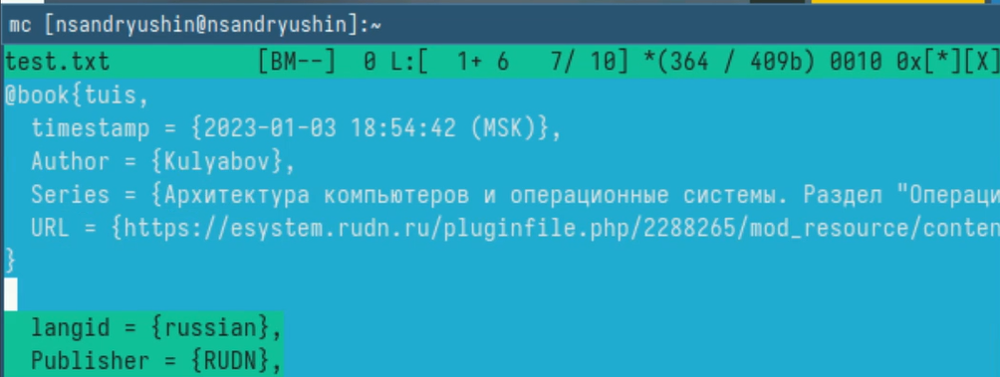 mc [nsandryushin@nsandryushin]:~
test.txt [BM--] 0 L:[ 1+ 6 7/ 10] *(364 / 409b) 0010 0x[*][X]
@book{tuis,
timestamp = {2023-01-03 18:54:42 (MSK)},
Author = {Kulyabov},
Series = {Архитектура компьютеров и операционные системы. Раздел "Операци
URL = {https://esystem.rudn.ru/pluginfile.php/2288265/mod_resource/conten
}
langid = {russian},
Publisher = {RUDN},